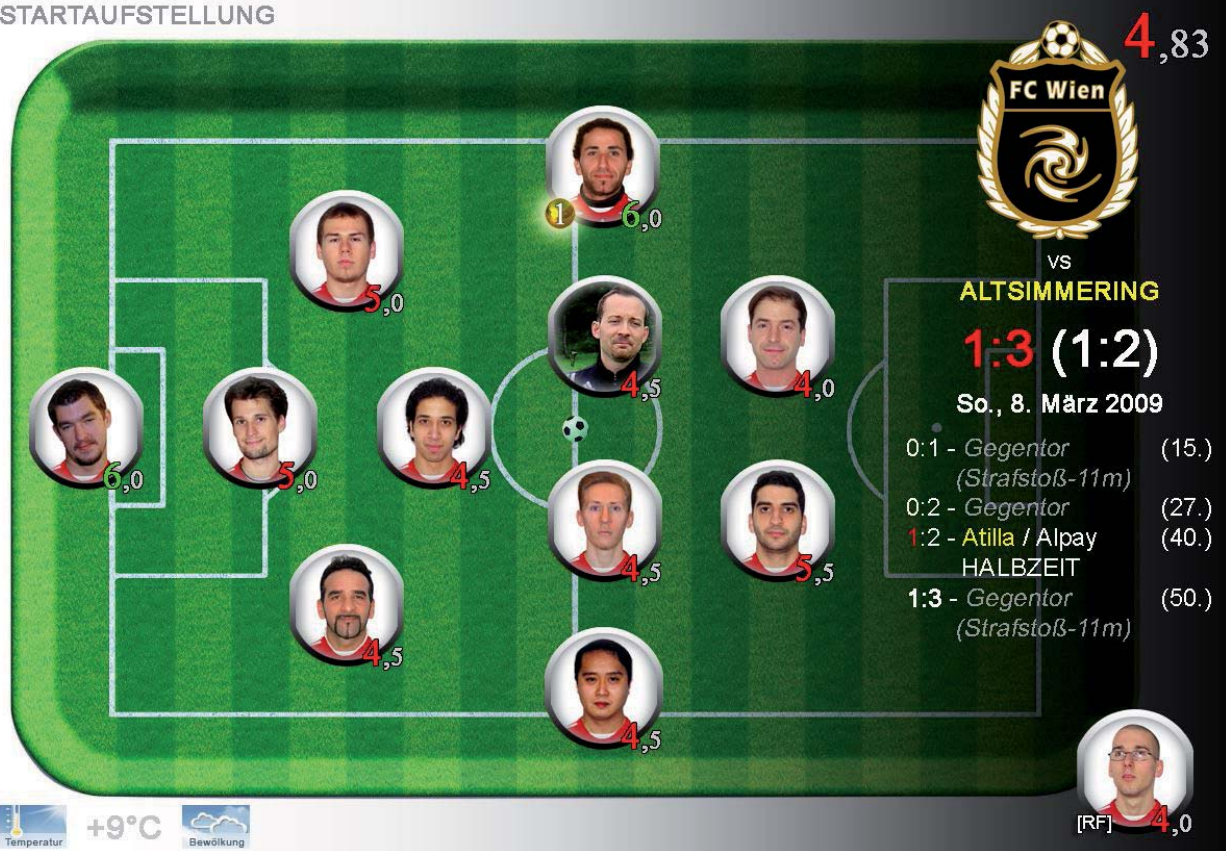 STARTAUFSTELLUNG
4,83
FC Wien
vs
ALTSIMMERING
1:3 (1:2)
So., 8. März 2009
0:1 - Gegentor (15.)
(Strafstoß-11m)
0:2 - Gegentor (27.)
1:2 - Atilla / Alpay (40.)
HALBZEIT
1:3 - Gegentor (50.)
(Strafstoß-11m)
1 6,0
5,0
4,5
4,0
6,0
5,0
4,5
4,5
5,5
4,5
4,5
[RF] 4,0
Temperatur
+9°C
Bewölkung